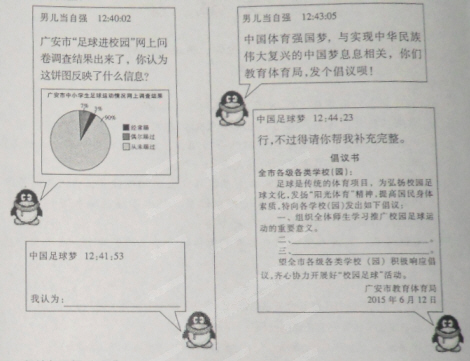 男儿当自强 12:40:02
广安市“足球进校园”网上问
卷调查结果出来了,你认为
这饼图反映了什么信息?
广安市中小学生足球运动情况网上调查结果
7%
3%
90%
经常踢
偶尔踢过
从未踢过
中国足球梦 12:41:53
我认为:
男儿当自强 12:43:05
中国体育强国梦,与实现中华民族
伟大复兴的中国梦息息相关,你们
教育体育局,发个倡议呗!
中国足球梦 12:44:23
行,不过得请你帮我补充完整。
倡议书
全市各级各类学校(园):
足球是传统的体育项目,为弘扬校园足
球文化,发扬“阳光体育”精神,提高国民身体
素质,特向各学校(园)发出如下倡议:
一、组织全体师生学习推广校园足球运
动的重要意义。
二、
三、
望全市各级各类学校(园)积极响应倡
议,齐心协力开展好“校园足球”活动。
广安市教育体育局
2015年6月12日